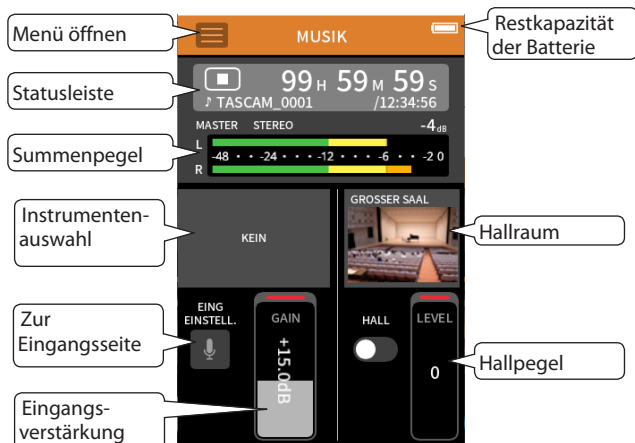 Menü öffnen
MUSIK
Restkapazität
der Batterie
Statusleiste
99H 59M 59S
♪ TASCAM_0001 /12:34:56
MASTER STEREO -4dB
Summenpegel
L
-48 • • -24 • • • -12 • • • -6 • • -2 0
R
Instrumenten-
auswahl
KEIN
GROSSER SAAL
Hallraum
Zur
Eingangsseite
EING
EINSTELL.
GAIN
+15.0dB
HALL
LEVEL
0
Hallpegel
Eingangs-
verstärkung